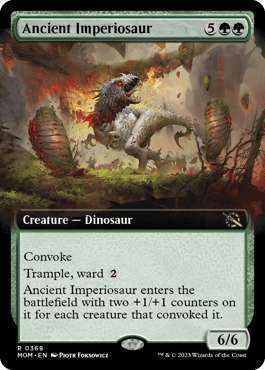 Ancient Imperiosaur 5
Creature — Dinosaur
Convoke
Trample, ward 2
Ancient Imperiosaur enters the
battlefield with two +1/+1 counters on
it for each creature that convoked it.
6/6
R 0368
MOM • EN Piotr Foksowicz
™ & © 2023 Wizards of the Coast